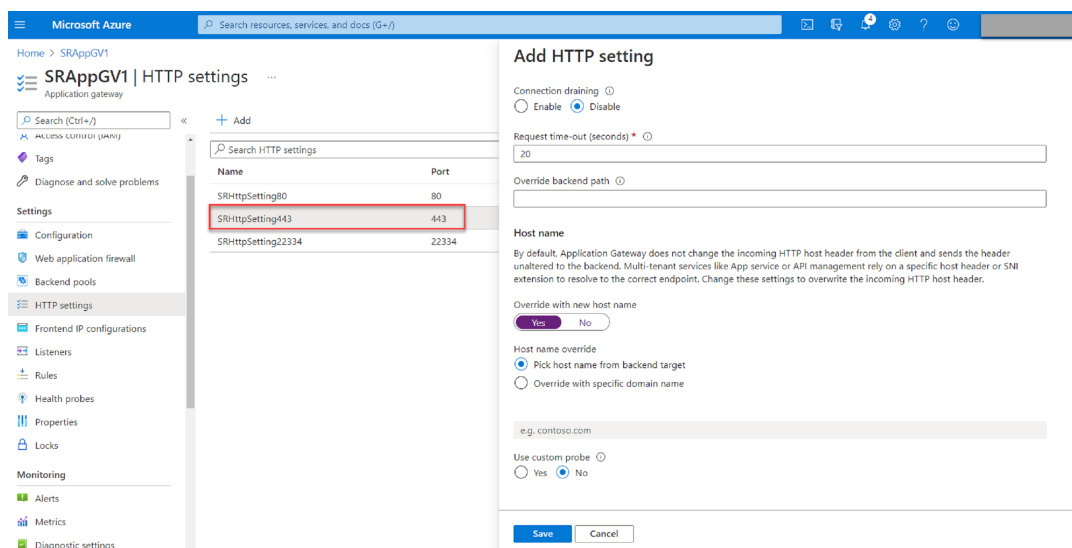 Microsoft Azure
Search resources, services, and docs (G+/)
4
Home > SRAppGV1
SRAppGV1 | HTTP settings ...
Application gateway
Search (Ctrl+/)
«
Access control (IAM)
Tags
Diagnose and solve problems
Settings
Configuration
Web application firewall
Backend pools
HTTP settings
Frontend IP configurations
Listeners
Rules
Health probes
Properties
Locks
Monitoring
Alerts
Metrics
Diagnostic settings
+ Add
Search HTTP settings
Name Port
SRHttpSetting80 80
SRHttpSetting443 443
SRHttpSetting22334 22334
Add HTTP setting
Connection draining
Enable Disable
Request time-out (seconds) *
20
Override backend path
Host name
By default, Application Gateway does not change the incoming HTTP host header from the client and sends the header
unaltered to the backend. Multi-tenant services like App service or API management rely on a specific host header or SNI
extension to resolve to the correct endpoint. Change these settings to overwrite the incoming HTTP host header.
Override with new host name
Yes No
Host name override
Pick host name from backend target
Override with specific domain name
e.g. contoso.com
Use custom probe
Yes No
Save Cancel